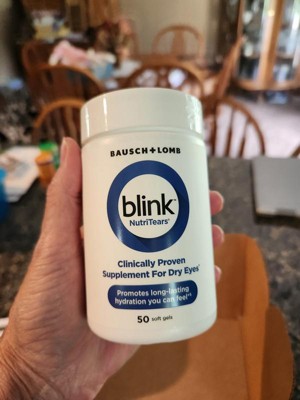 BAUSCH + LOMB
blink™
NutriTears®
Clinically Proven
Supplement For Dry Eyes*
Promotes long-lasting
hydration you can feel*^
50 soft gels